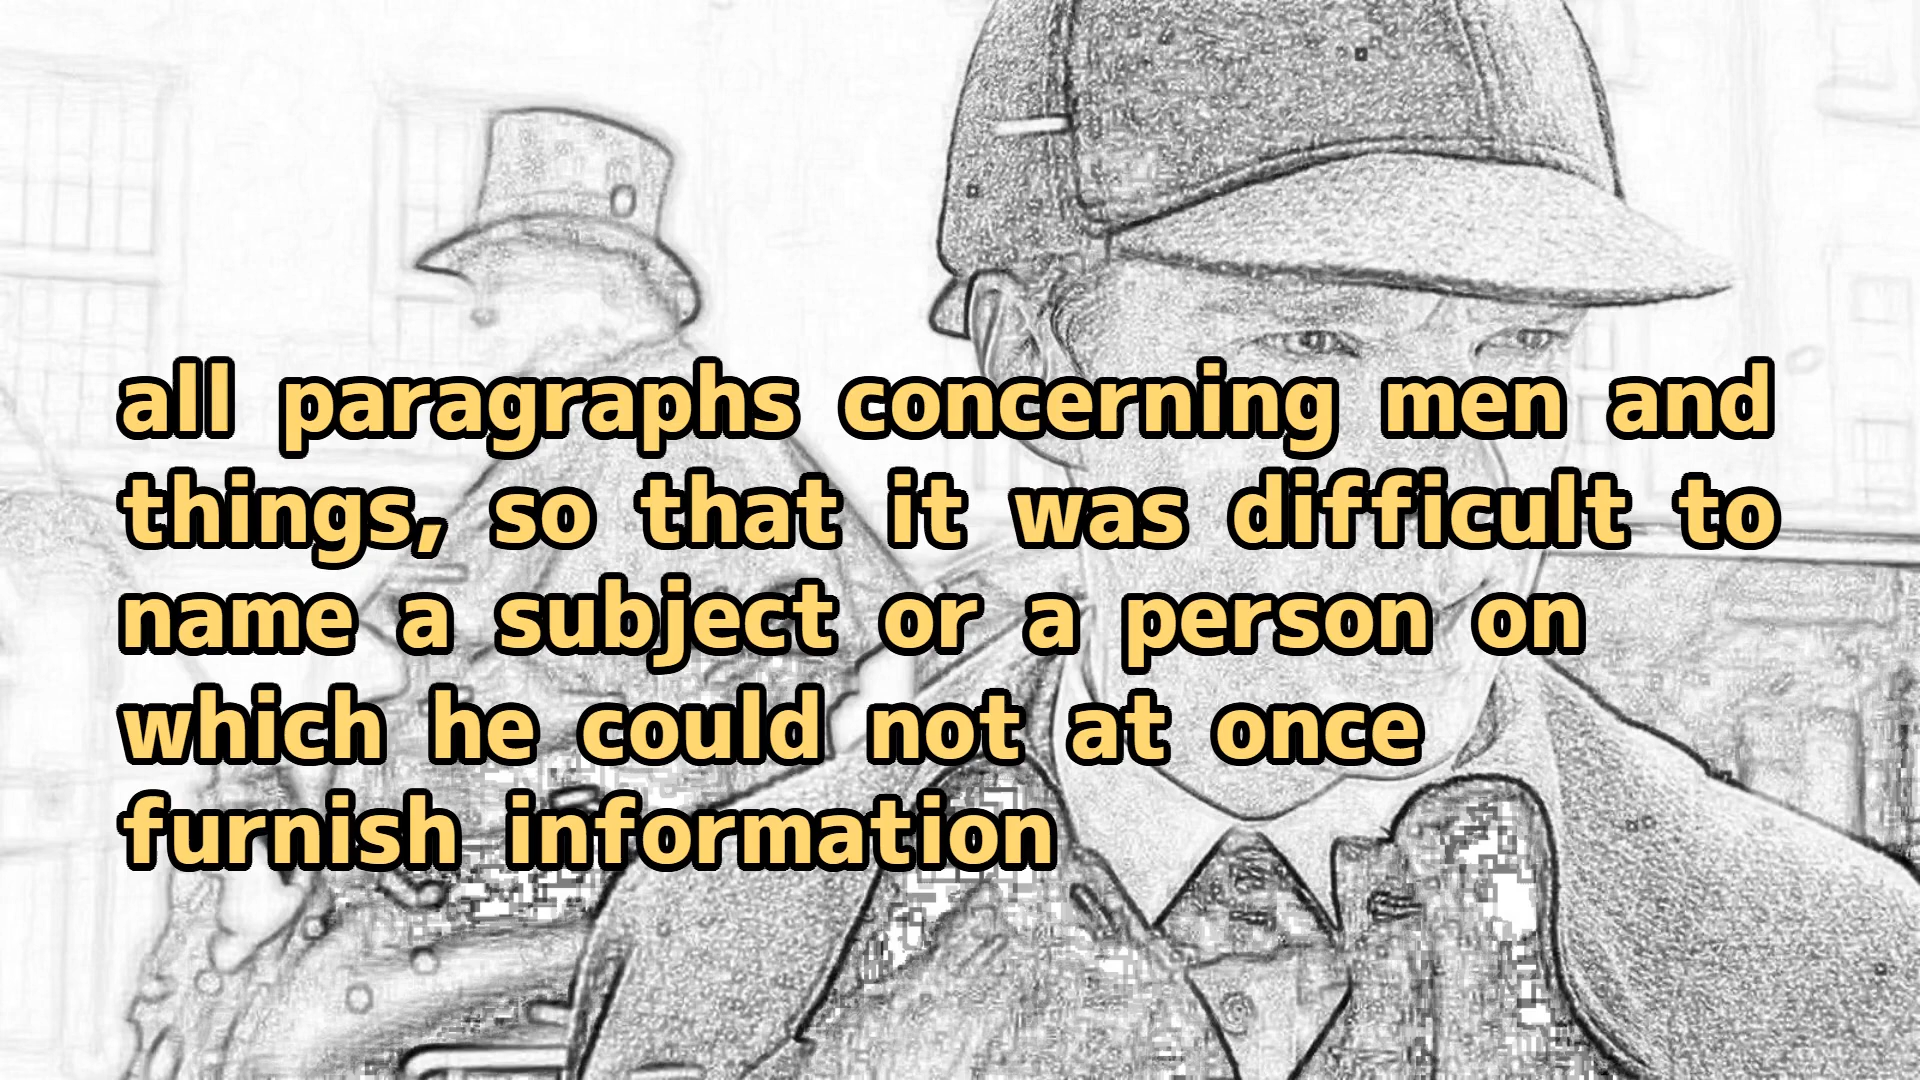 all paragraphs concerning men and
things, so that it was difficult to
name a subject or a person on
which he could not at once
furnish information